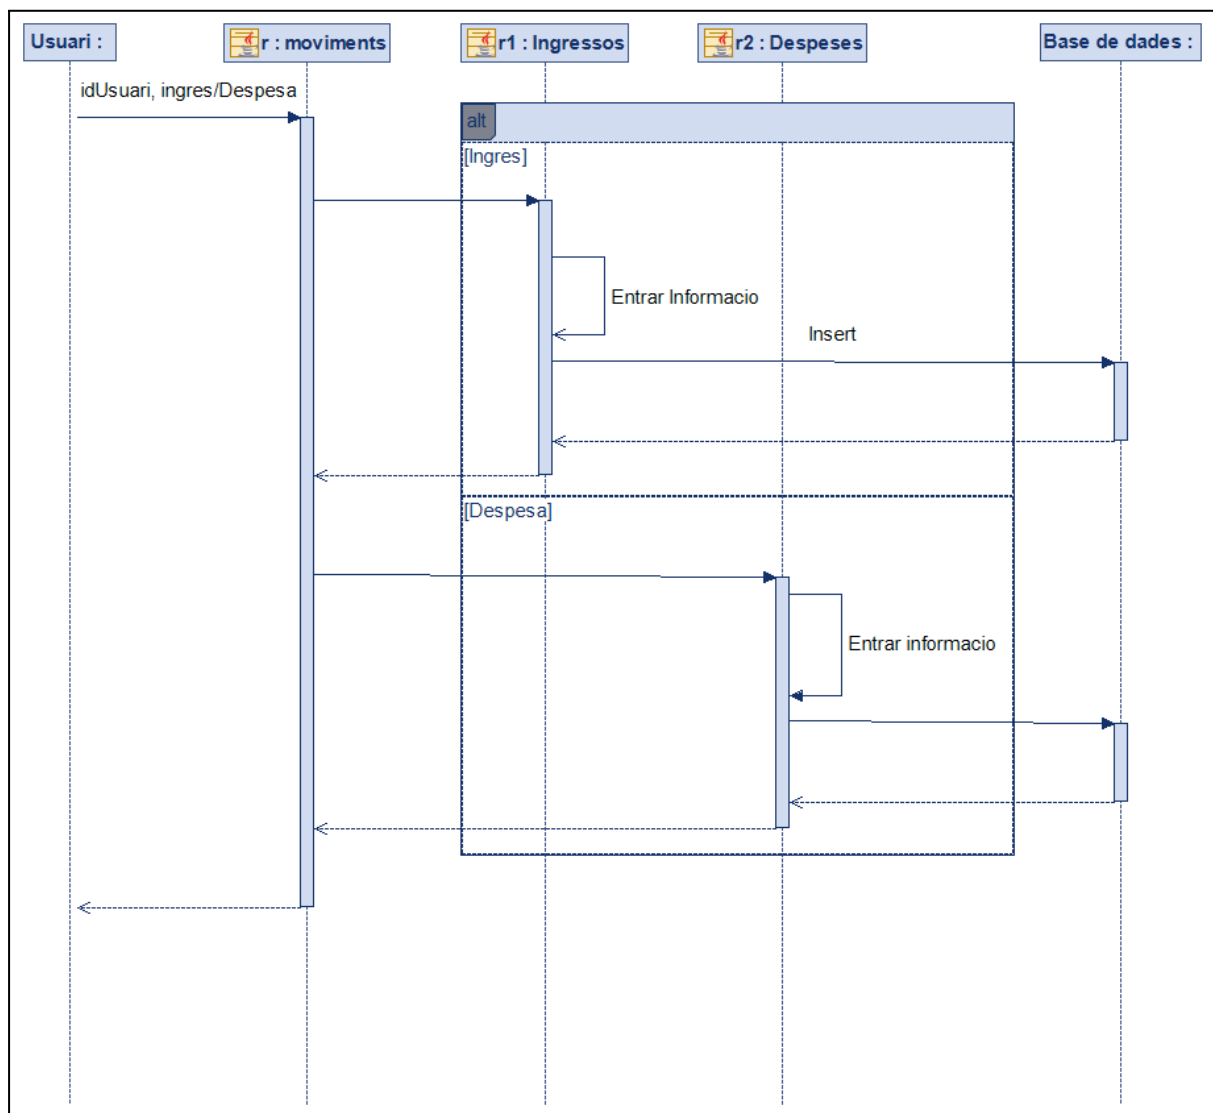 Usuari :
r : moviments
r1 : Ingressos
r2 : Despeses
Base de dades :
idUsuari, ingres/Despesa
alt
[Ingres]
Entrar Informacio
Insert
[Despesa]
Entrar informacio